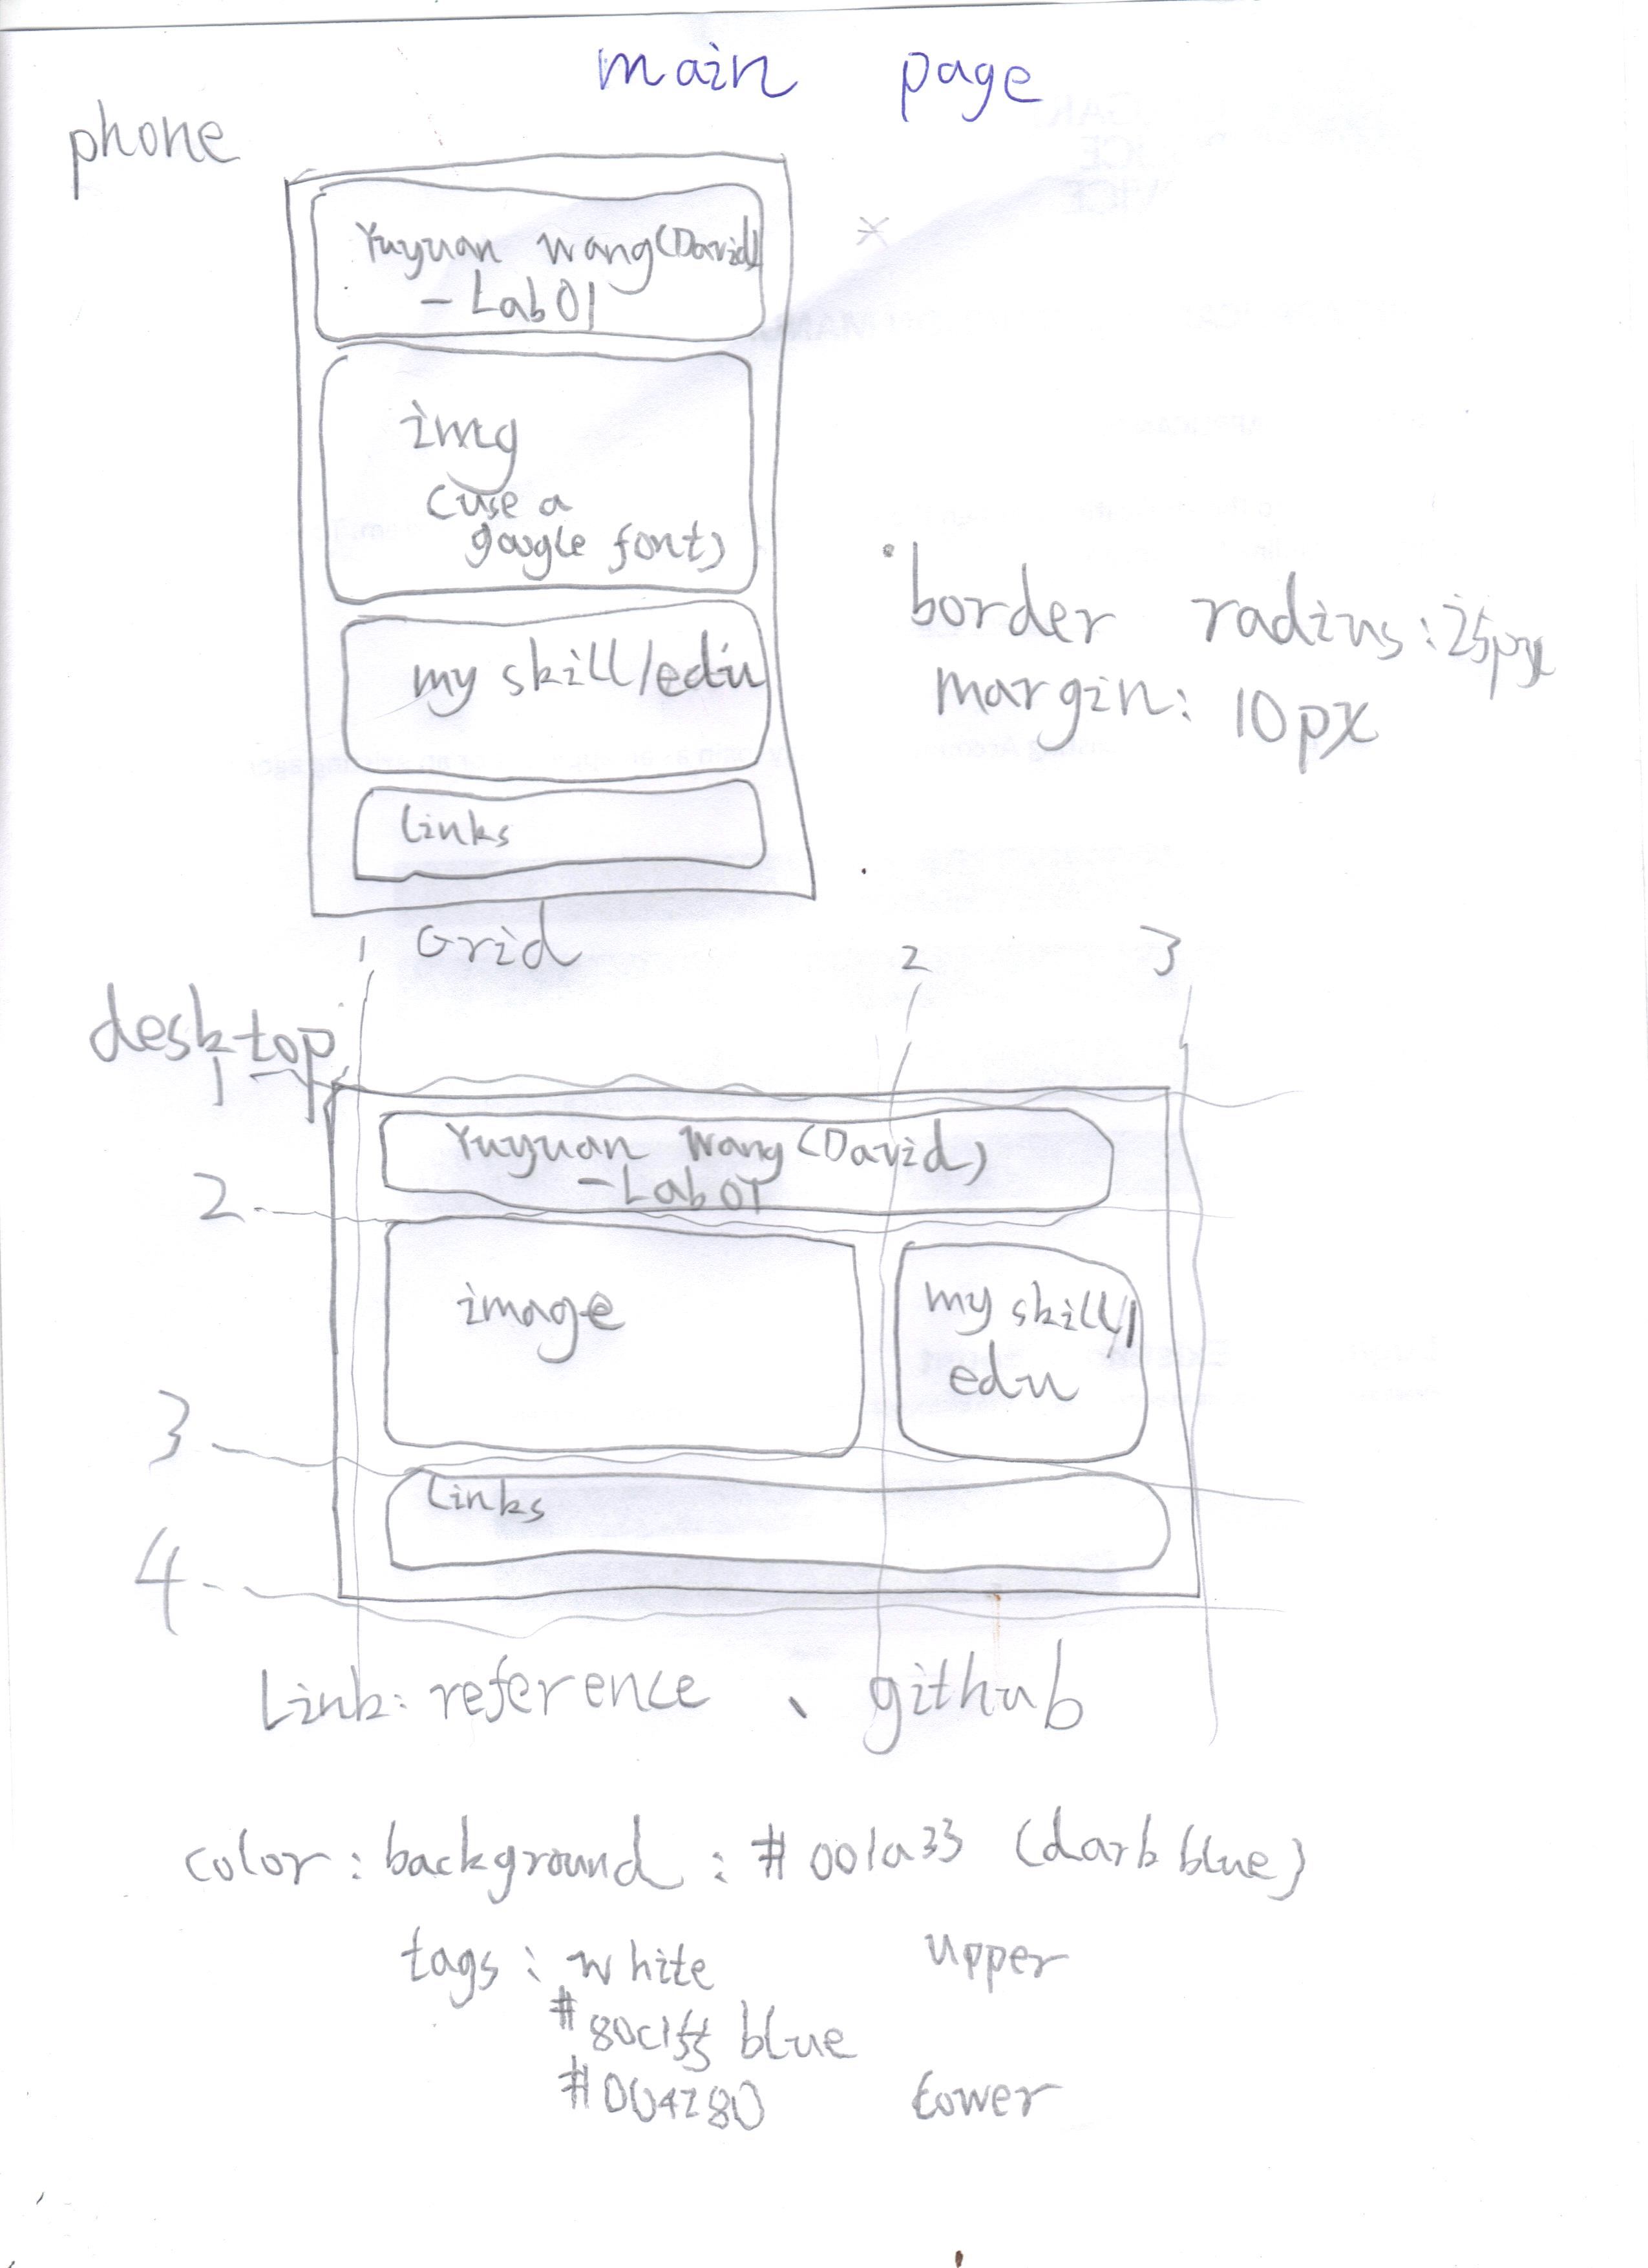 main page
phone
Yuyuan Wang(David)
- Lab01
img
(use a
google font)
my skill/edu
Links
border radius: 25px
margin: 10px
Grid
1 2 3
desktop
1
Yuyuan Wang (David)
- Lab01
2
image
my skill/
edu
3
Links
4
Link: reference 、 github
color: background: #001a33 (dark blue)
tags: white upper
#80c1ff blue
#004280 lower